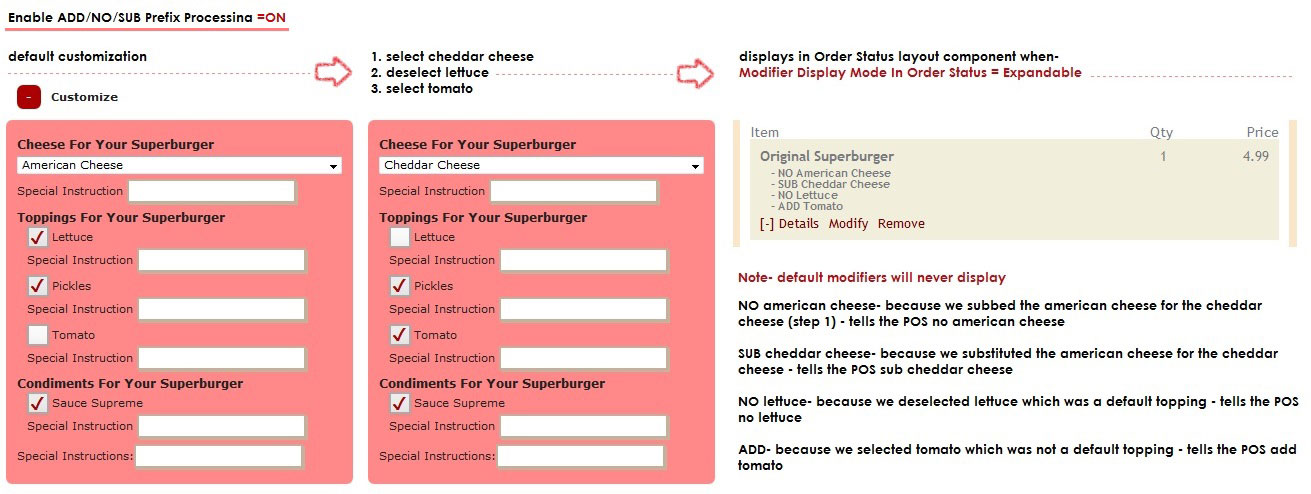 Enable ADD/NO/SUB Prefix Processina =ON
default customization
- Customize
Cheese For Your Superburger
American Cheese
Special Instruction
Toppings For Your Superburger
Lettuce
Special Instruction
Pickles
Special Instruction
Tomato
Special Instruction
Condiments For Your Superburger
Sauce Supreme
Special Instruction
Special Instructions:
1. select cheddar cheese
2. deselect lettuce
3. select tomato
Cheese For Your Superburger
Cheddar Cheese
Special Instruction
Toppings For Your Superburger
Lettuce
Special Instruction
Pickles
Special Instruction
Tomato
Special Instruction
Condiments For Your Superburger
Sauce Supreme
Special Instruction
Special Instructions:
displays in Order Status layout component when-
Modifier Display Mode In Order Status = Expandable
Item Qty Price
Original Superburger 1 4.99
- NO American Cheese
- SUB Cheddar Cheese
- NO Lettuce
- ADD Tomato
[-] Details Modify Remove
Note- default modifiers will never display
NO american cheese- because we subbed the american cheese for the cheddar
cheese (step 1) - tells the POS no american cheese
SUB cheddar cheese- because we substituted the american cheese for the cheddar
cheese - tells the POS sub cheddar cheese
NO lettuce- because we deselected lettuce which was a default topping - tells the POS
no lettuce
ADD- because we selected tomato which was not a default topping - tells the POS add
tomato